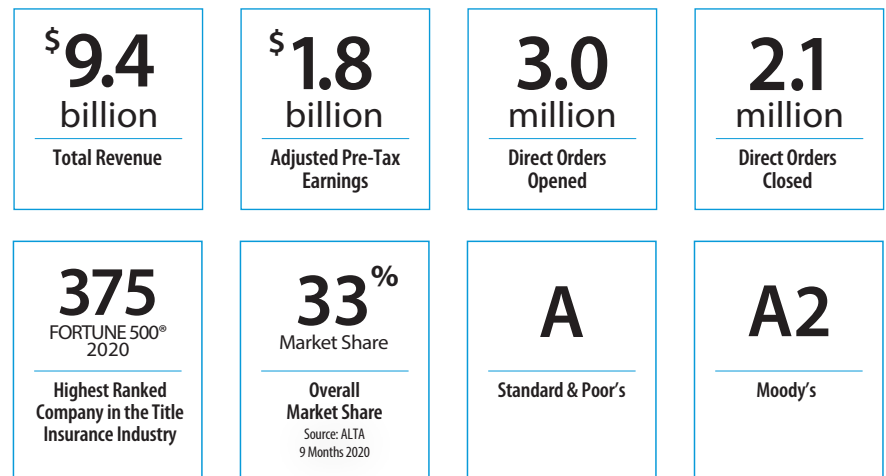 $9.4
billion
Total Revenue
$1.8
billion
Adjusted Pre-Tax
Earnings
3.0
million
Direct Orders
Opened
2.1
million
Direct Orders
Closed
375
FORTUNE 500®
2020
Highest Ranked
Company in the Title
Insurance Industry
33%
Market Share
Overall
Market Share
Source: ALTA
9 Months 2020
A
Standard & Poor's
A2
Moody's